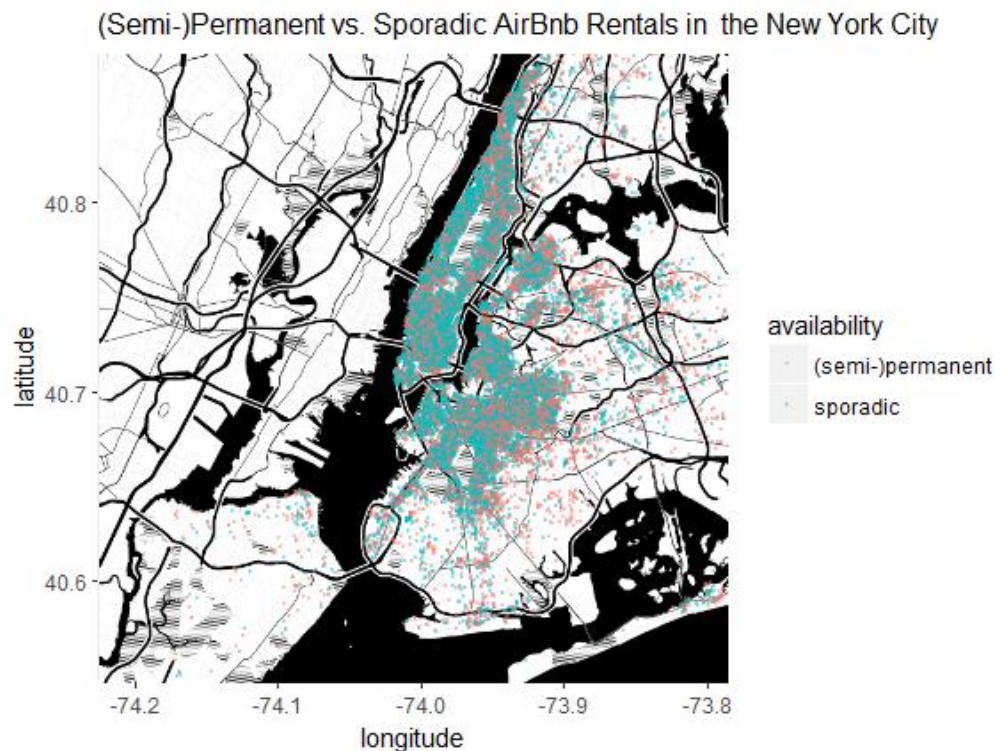 (Semi-)Permanent vs. Sporadic AirBnb Rentals in  the New York City
40.8
40.7
40.6
latitude
-74.2
-74.1
-74.0
-73.9
-73.8
longitude
availability
(semi-)permanent
sporadic